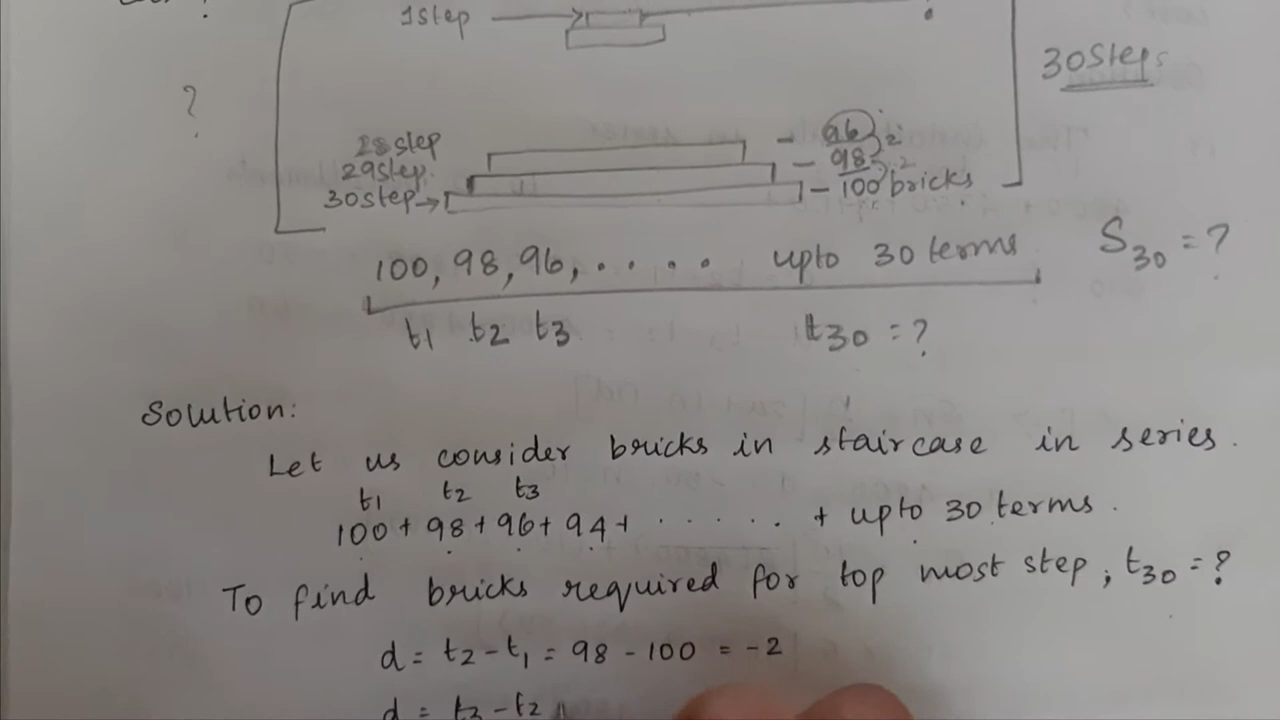 ?
1step
30Steps
?
28step - 96 2
29step. - 98 2
30step - 100 bricks
100, 98, 96, . . . . upto 30 terms S30 = ?
t1 t2 t3 t30 = ?
Solution:
Let us consider bricks in staircase in series.
t1 t2 t3
100 + 98 + 96 + 94 + . . . . . . + upto 30 terms.
To find bricks required for top most step, t30 = ?
d = t2 - t1 = 98 - 100 = -2
d = t3 - t2